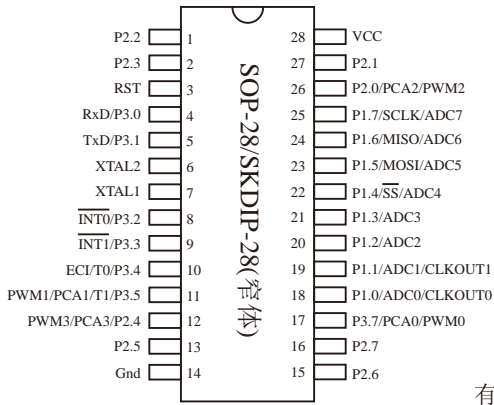 P2.2 1
P2.3 2
RST 3
RxD/P3.0 4
TxD/P3.1 5
XTAL2 6
XTAL1 7
INT0/P3.2 8
INT1/P3.3 9
ECI/T0/P3.4 10
PWM1/PCA1/T1/P3.5 11
PWM3/PCA3/P2.4 12
P2.5 13
Gnd 14
SOP-28/SKDIP-28(窄体)
28 VCC
27 P2.1
26 P2.0/PCA2/PWM2
25 P1.7/SCLK/ADC7
24 P1.6/MISO/ADC6
23 P1.5/MOSI/ADC5
22 P1.4/SS/ADC4
21 P1.3/ADC3
20 P1.2/ADC2
19 P1.1/ADC1/CLKOUT1
18 P1.0/ADC0/CLKOUT0
17 P3.7/PCA0/PWM0
16 P2.7
15 P2.6
有